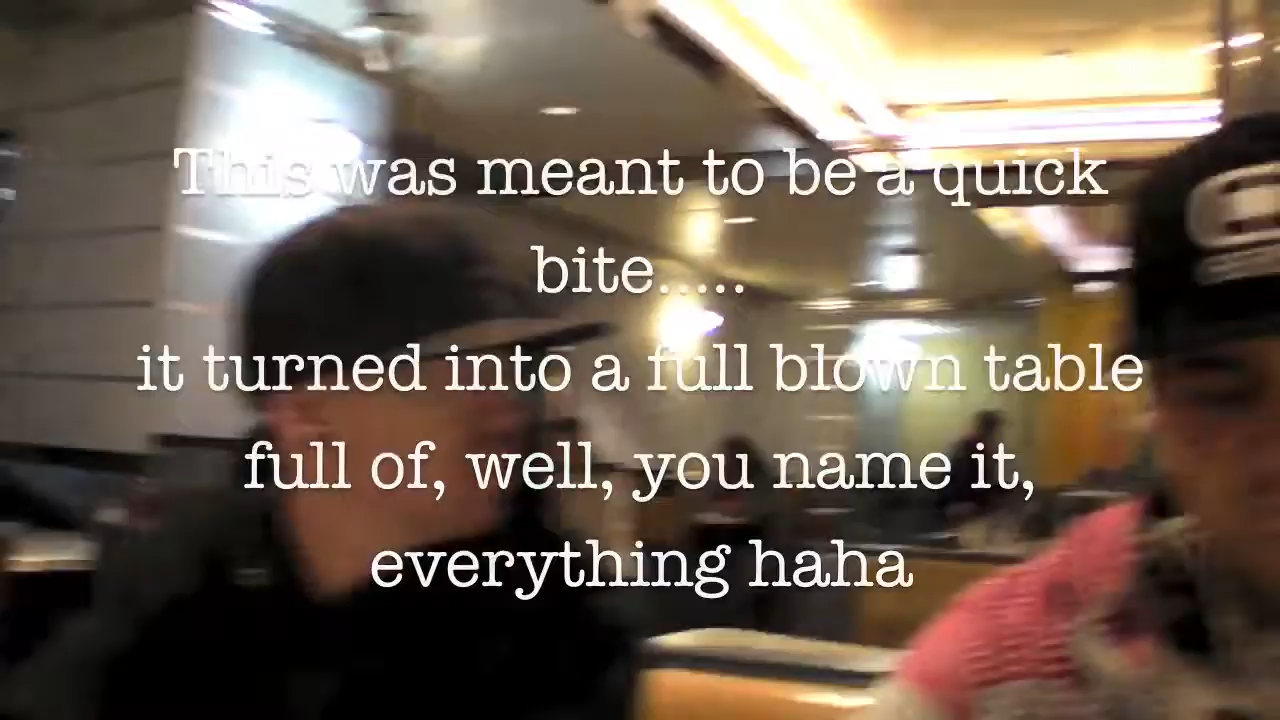 This was meant to be a quick
bite.....
it turned into a full blown table
full of, well, you name it,
everything haha